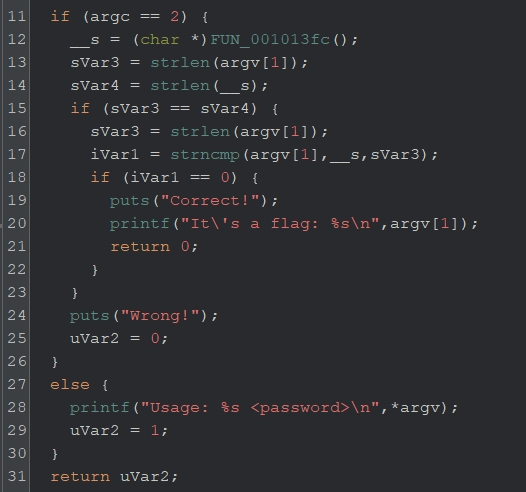 11 if (argc == 2) {
12 __s = (char *)FUN_001013fc();
13 sVar3 = strlen(argv[1]);
14 sVar4 = strlen(__s);
15 if (sVar3 == sVar4) {
16 sVar3 = strlen(argv[1]);
17 iVar1 = strncmp(argv[1],__s,sVar3);
18 if (iVar1 == 0) {
19 puts("Correct!");
20 printf("It\'s a flag: %s\n",argv[1]);
21 return 0;
22 }
23 }
24 puts("Wrong!");
25 uVar2 = 0;
26 }
27 else {
28 printf("Usage: %s <password>\n",*argv);
29 uVar2 = 1;
30 }
31 return uVar2;